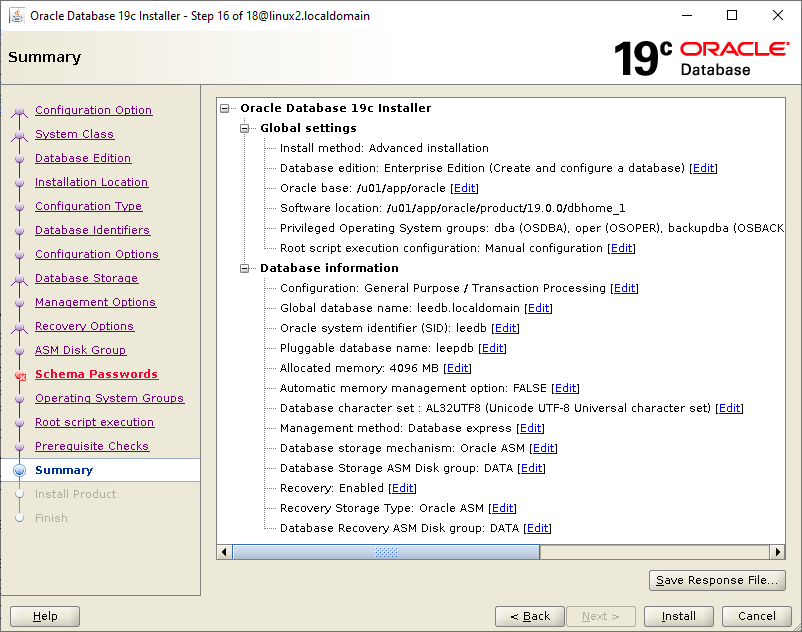 Oracle Database 19c Installer - Step 16 of 18@linux2.localdomain
Summary
19c ORACLE
Database
Configuration Option
System Class
Database Edition
Installation Location
Configuration Type
Database Identifiers
Configuration Options
Database Storage
Management Options
Recovery Options
ASM Disk Group
Schema Passwords
Operating System Groups
Root script execution
Prerequisite Checks
Summary
Install Product
Finish
Oracle Database 19c Installer
Global settings
Install method: Advanced installation
Database edition: Enterprise Edition (Create and configure a database) [Edit]
Oracle base: /u01/app/oracle [Edit]
Software location: /u01/app/oracle/product/19.0.0/dbhome_1
Privileged Operating System groups: dba (OSDBA), oper (OSOPER), backupdba (OSBACK
Root script execution configuration: Manual configuration [Edit]
Database information
Configuration: General Purpose / Transaction Processing [Edit]
Global database name: leedb.localdomain [Edit]
Oracle system identifier (SID): leedb [Edit]
Pluggable database name: leepdb [Edit]
Allocated memory: 4096 MB [Edit]
Automatic memory management option: FALSE [Edit]
Database character set : AL32UTF8 (Unicode UTF-8 Universal character set) [Edit]
Management method: Database express [Edit]
Database storage mechanism: Oracle ASM [Edit]
Database Storage ASM Disk group: DATA [Edit]
Recovery: Enabled [Edit]
Recovery Storage Type: Oracle ASM [Edit]
Database Recovery ASM Disk group: DATA [Edit]
Save Response File...
Help
< Back
Next >
Install
Cancel